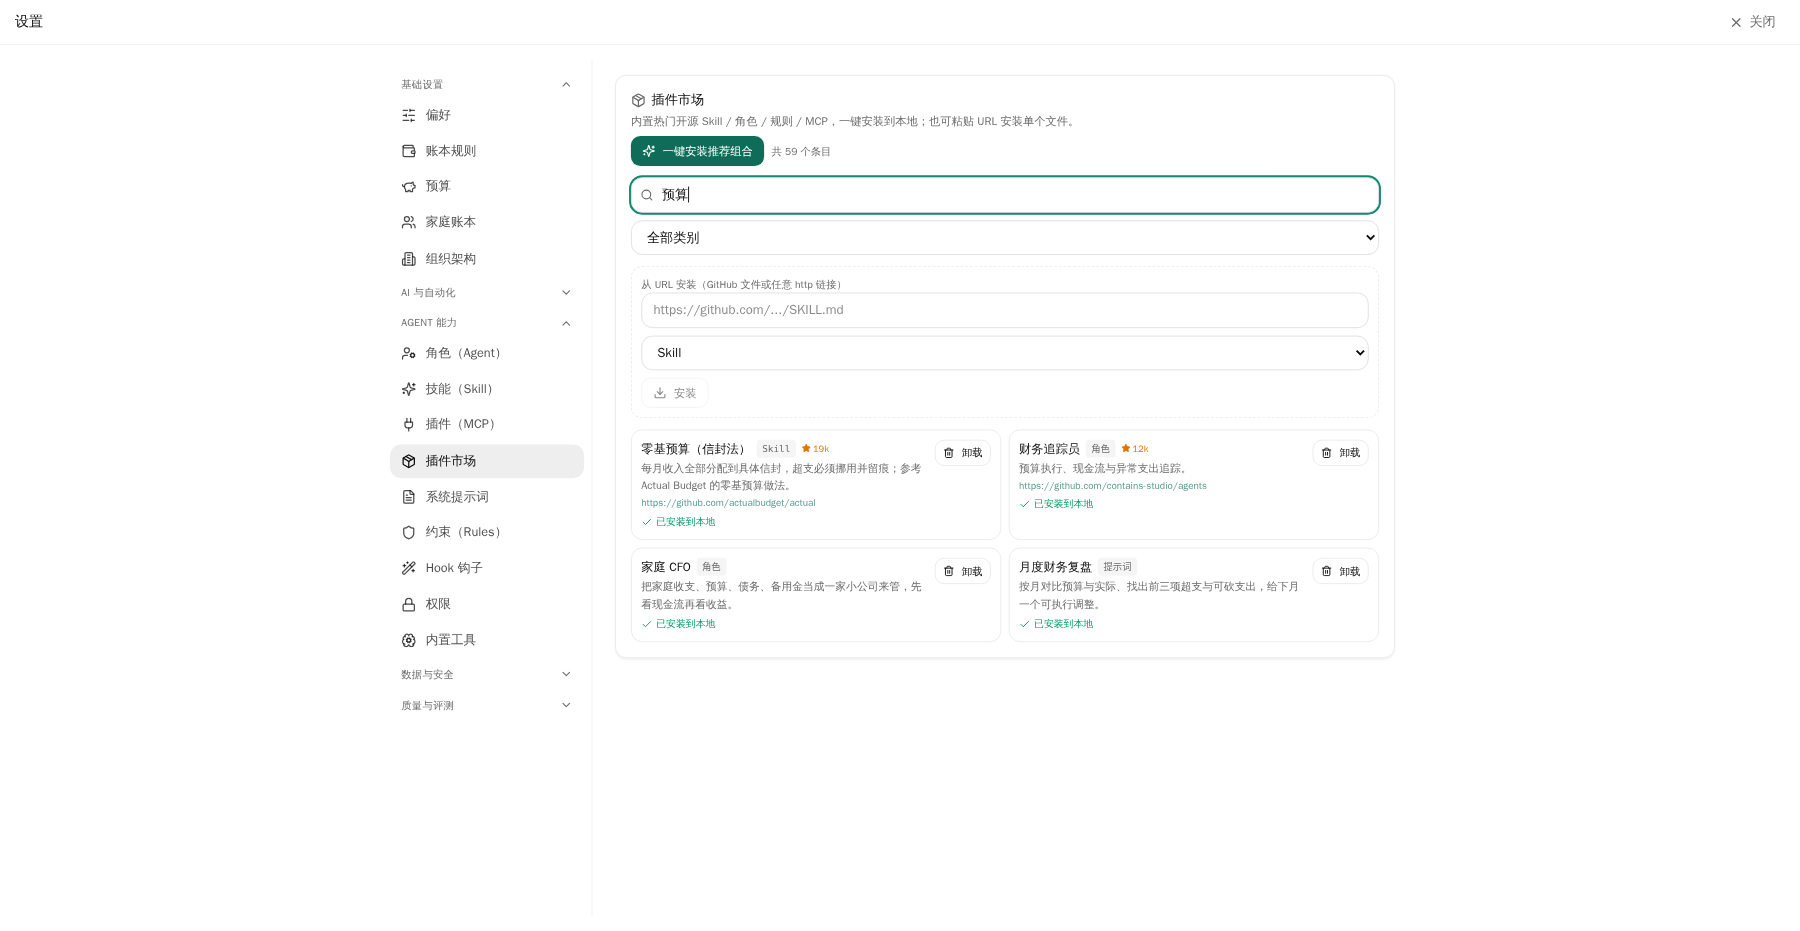 设置
关闭
基础设置
偏好
账本规则
预算
家庭账本
组织架构
AI 与自动化
AGENT 能力
角色（Agent）
技能（Skill）
插件（MCP）
插件市场
系统提示词
约束（Rules）
Hook 钩子
权限
内置工具
数据与安全
质量与评测
插件市场
内置热门开源 Skill / 角色 / 规则 / MCP，一键安装到本地；也可粘贴 URL 安装单个文件。
一键安装推荐组合 共 59 个条目
预算
全部类别
从 URL 安装（GitHub 文件或任意 http 链接）
https://github.com/.../SKILL.md
Skill
安装
零基预算（信封法） Skill 19k 卸载
每月收入全部分配到具体信封，超支必须挪用并留痕；参考
Actual Budget 的零基预算做法。
https://github.com/actualbudget/actual
已安装到本地
财务追踪员 角色 12k 卸载
预算执行、现金流与异常支出追踪。
https://github.com/contains-studio/agents
已安装到本地
家庭 CFO 角色 卸载
把家庭收支、预算、债务、备用金当成一家小公司来管，先
看现金流再看收益。
已安装到本地
月度财务复盘 提示词 卸载
按月对比预算与实际、找出前三项超支与可砍支出，给下月
一个可执行调整。
已安装到本地